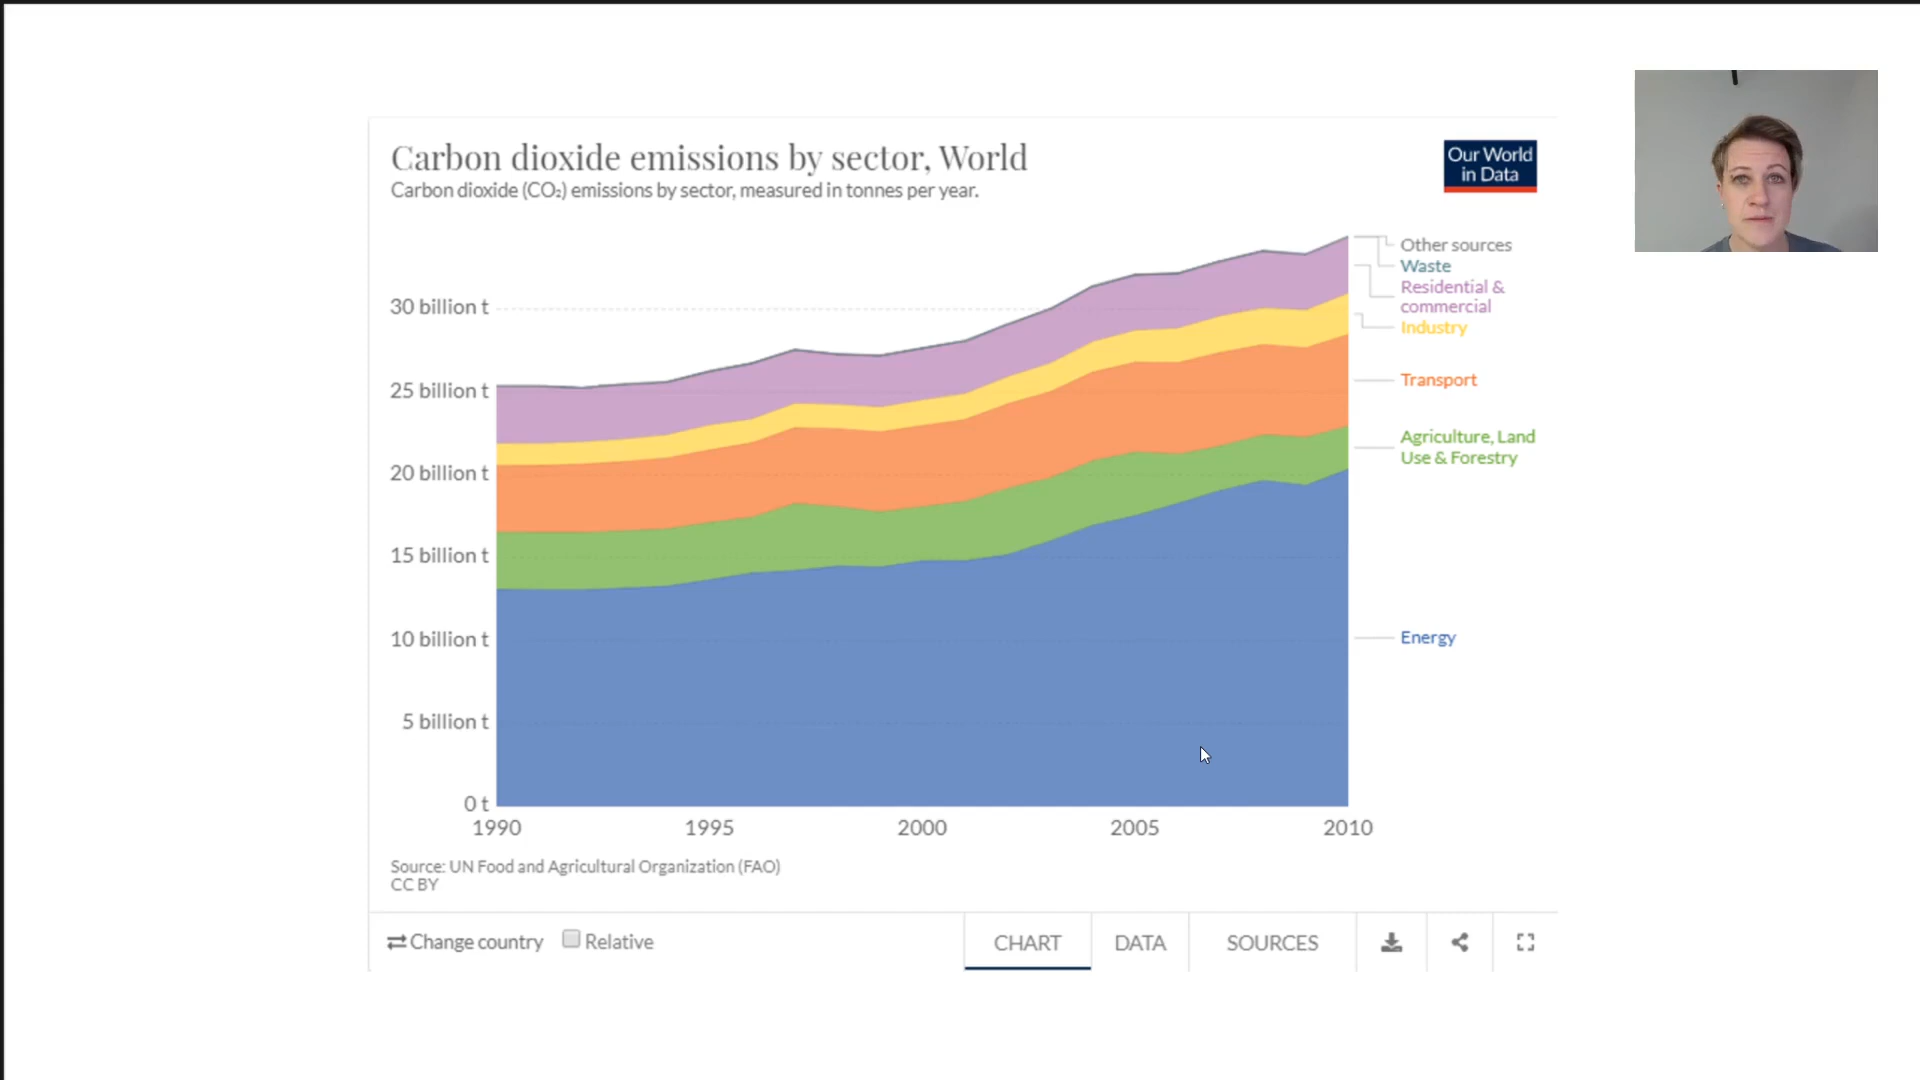 Carbon dioxide emissions by sector, World
Carbon dioxide (CO₂) emissions by sector, measured in tonnes per year.
Our World
in Data
30 billion t
25 billion t
20 billion t
15 billion t
10 billion t
5 billion t
0 t
1990
1995
2000
2005
2010
Other sources
Waste
Residential &
commercial
Industry
Transport
Agriculture, Land
Use & Forestry
Energy
Source: UN Food and Agricultural Organization (FAO)
CC BY
Change country
Relative
CHART
DATA
SOURCES